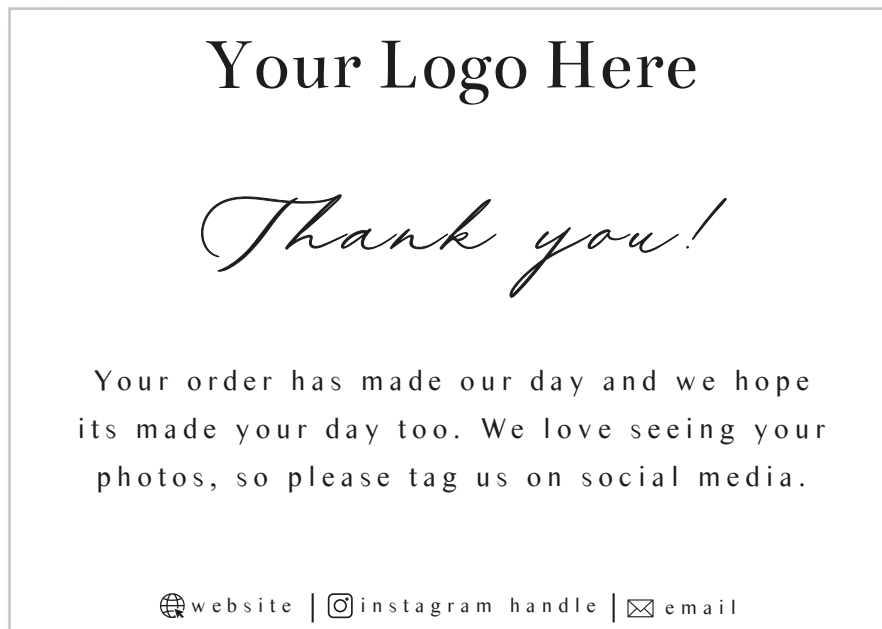 Your Logo Here
Thank you!
Your order has made our day and we hope
its made your day too. We love seeing your
photos, so please tag us on social media.
website | instagram handle | email